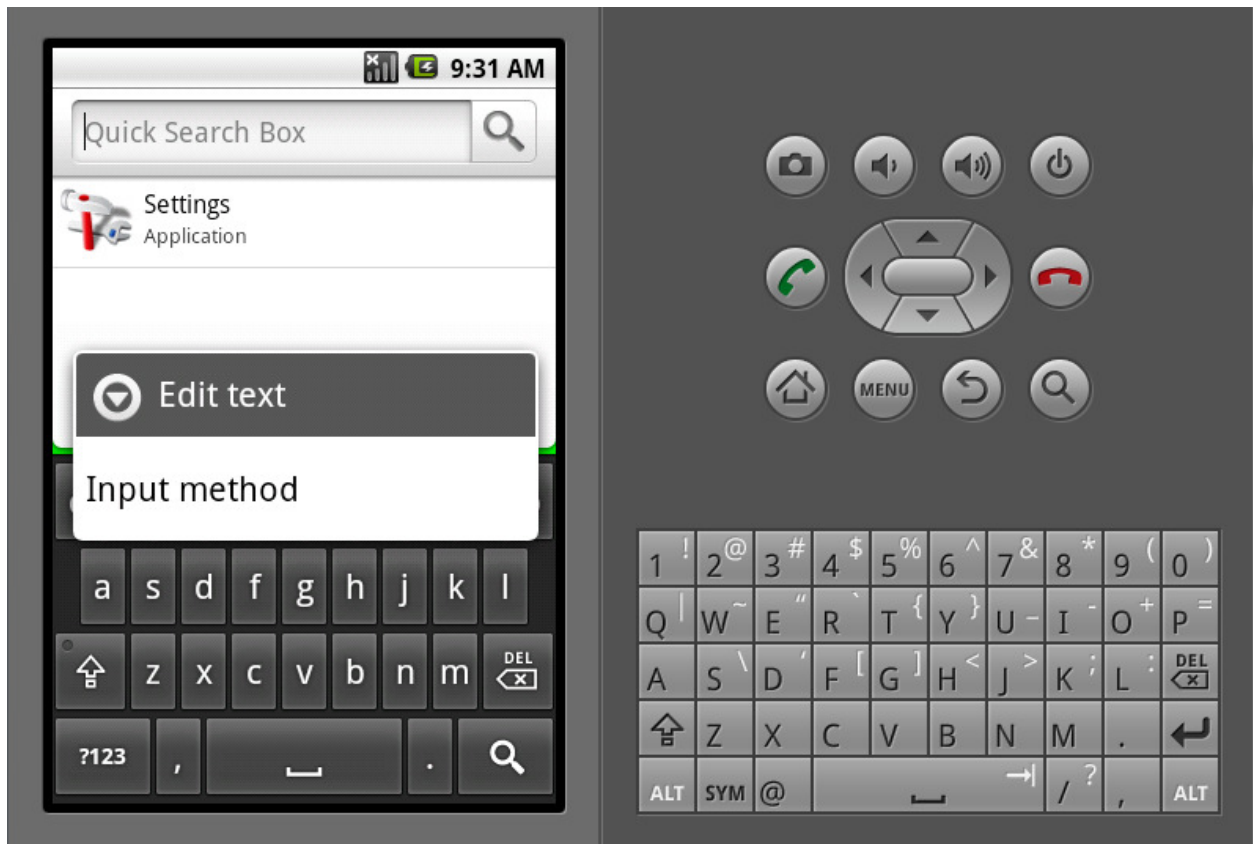 9:31 AM
Quick Search Box
Settings
Application
Edit text
Input method
a s d f g h j k l
z x c v b n m DEL
?123 , .
MENU
1 ! 2 @ 3 # 4 $ 5 % 6 ^ 7 & 8 * 9 ( 0 )
Q | W ~ E " R ` T { Y } U - I - O + P =
A S \ D ' F [ G ] H < J > K ; L : DEL
Z X C V B N M .
ALT SYM @ / ? , ALT